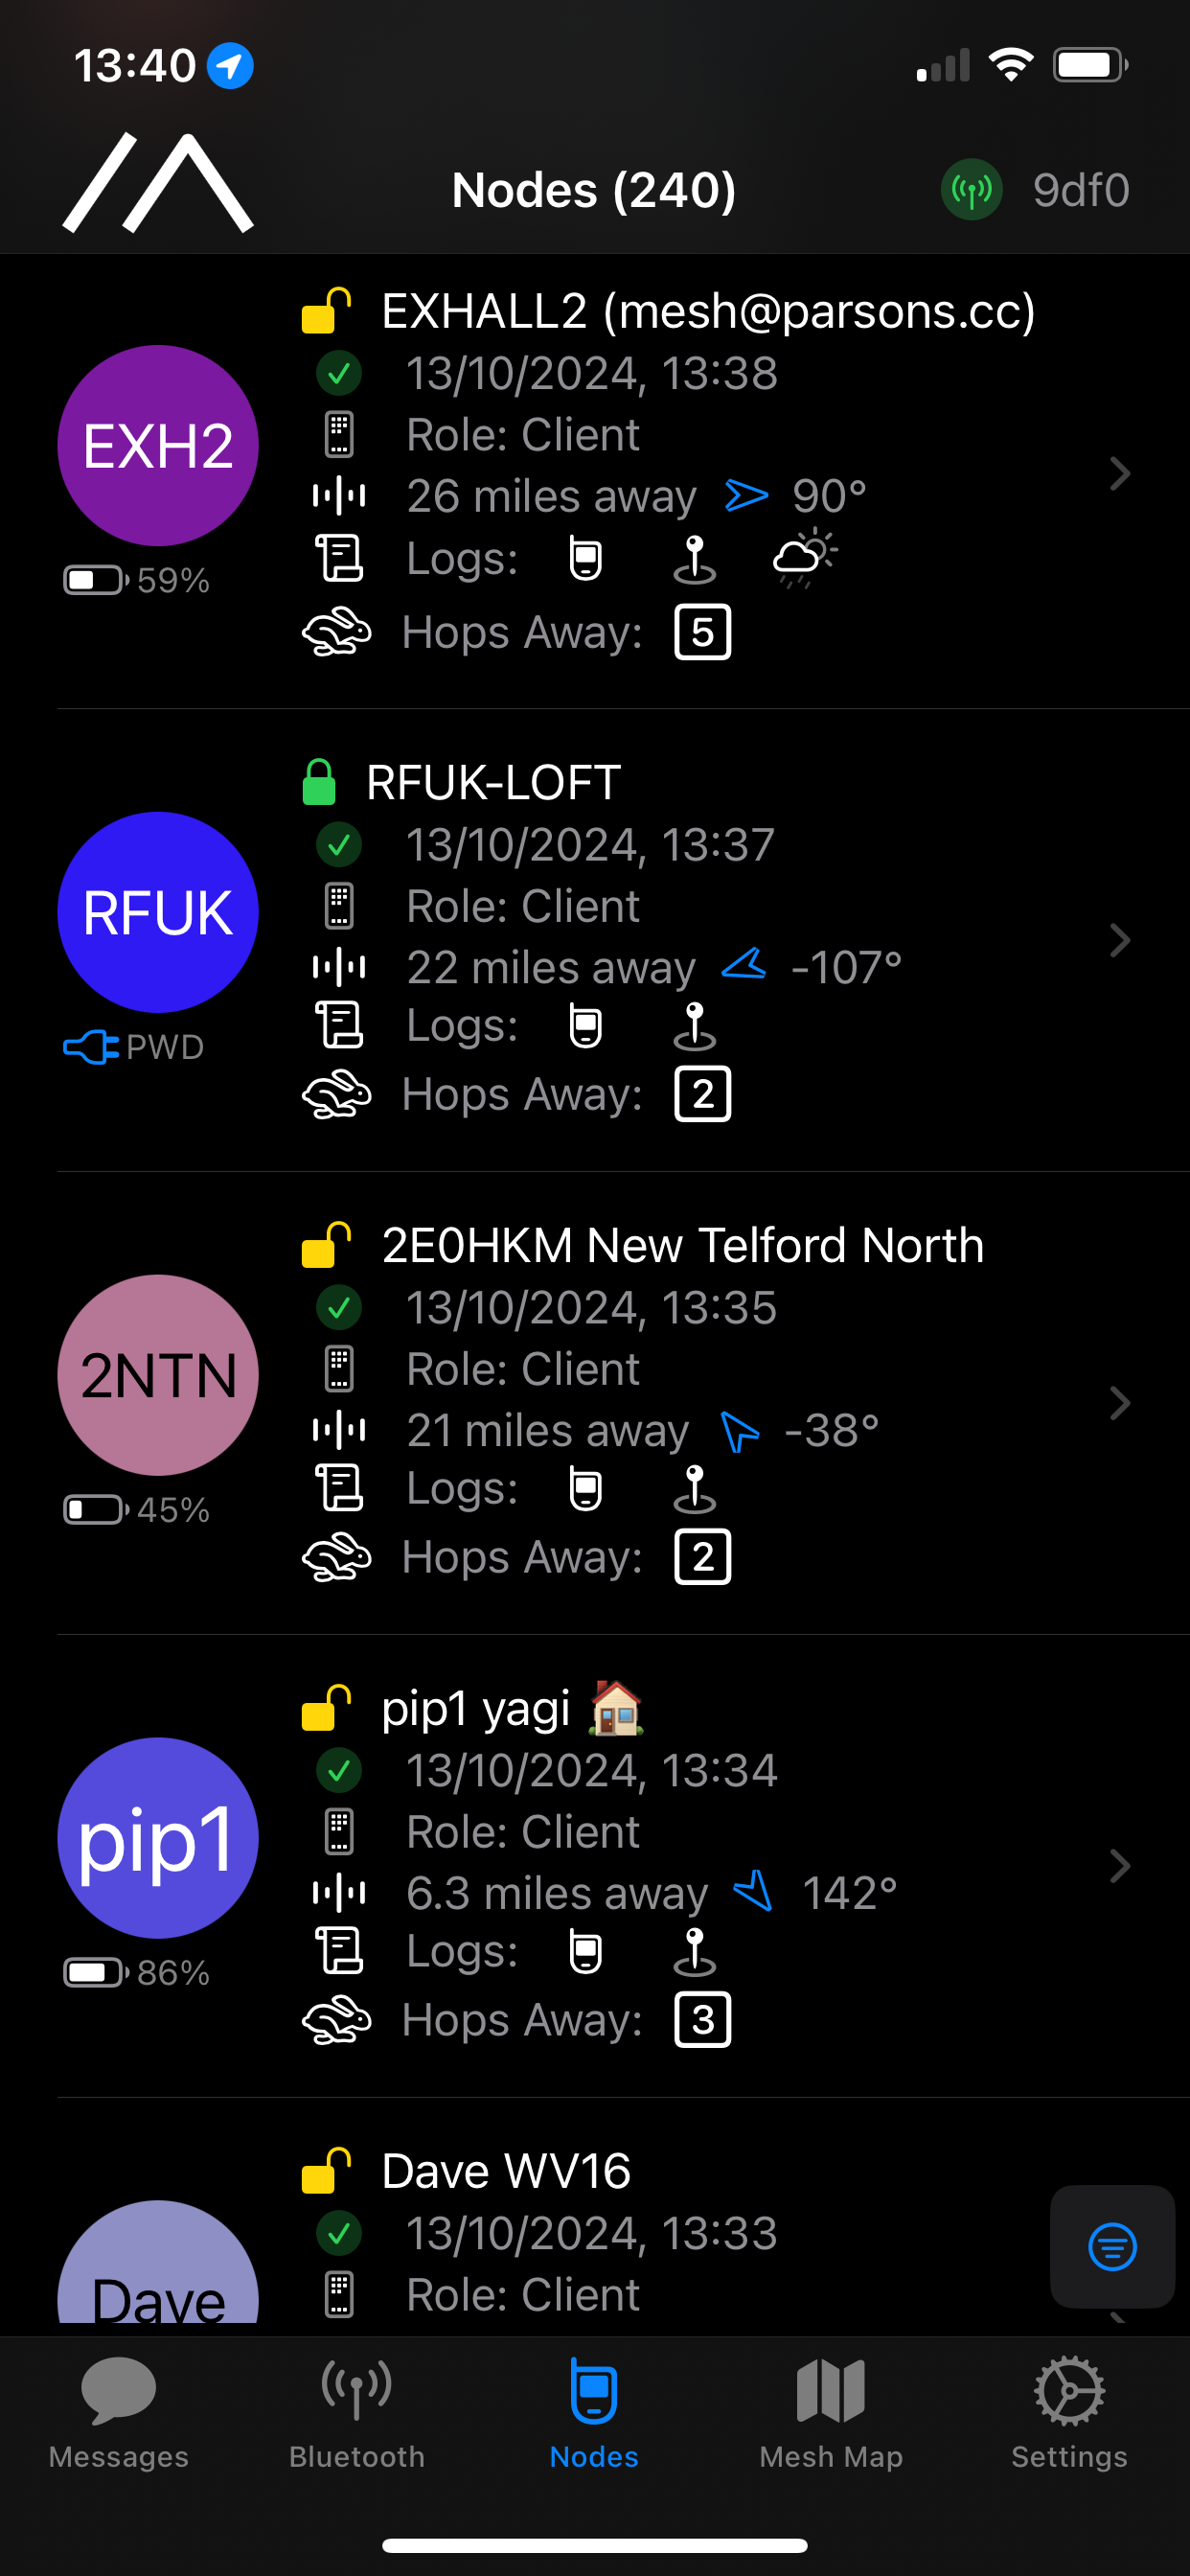 13:40
Nodes (240)
9df0
EXHALL2 (mesh@parsons.cc)
13/10/2024, 13:38
EXH2
Role: Client
26 miles away 90°
59%
Logs:
Hops Away: 5
RFUK-LOFT
13/10/2024, 13:37
RFUK
Role: Client
22 miles away -107°
PWD
Logs:
Hops Away: 2
2E0HKM New Telford North
13/10/2024, 13:35
2NTN
Role: Client
21 miles away -38°
45%
Logs:
Hops Away: 2
pip1 yagi 🏠
13/10/2024, 13:34
pip1
Role: Client
6.3 miles away 142°
86%
Logs:
Hops Away: 3
Dave WV16
13/10/2024, 13:33
Dave
Role: Client
Messages
Bluetooth
Nodes
Mesh Map
Settings